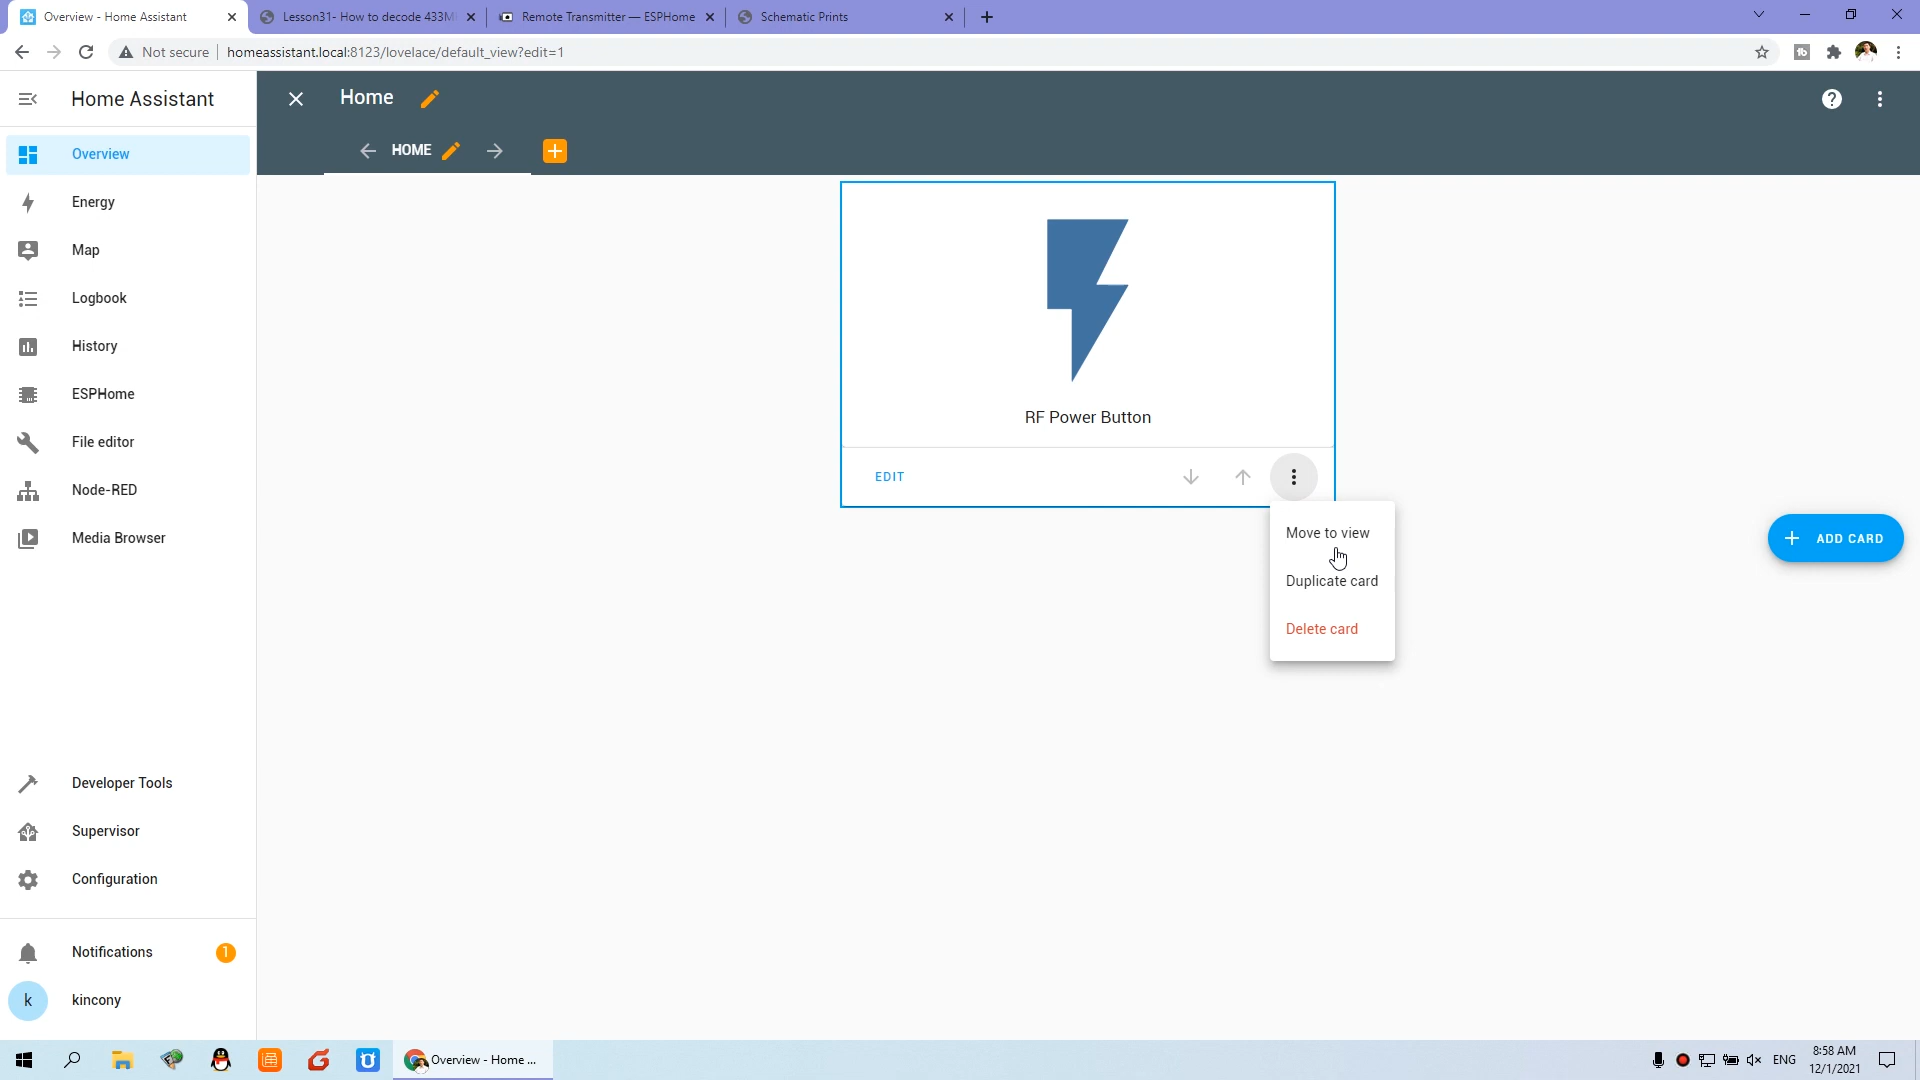 Overview - Home Assistant
Lesson31- How to decode 433M
Remote Transmitter — ESPHome
Schematic Prints
Not secure
homeassistant.local:8123/lovelace/default_view?edit=1
Home Assistant
Home
HOME
Overview
Energy
Map
Logbook
History
ESPHome
File editor
Node-RED
Media Browser
RF Power Button
EDIT
Move to view
Duplicate card
Delete card
ADD CARD
Developer Tools
Supervisor
Configuration
Notifications
1
k
kincony
Overview - Home ...
ENG
8:58 AM
12/1/2021